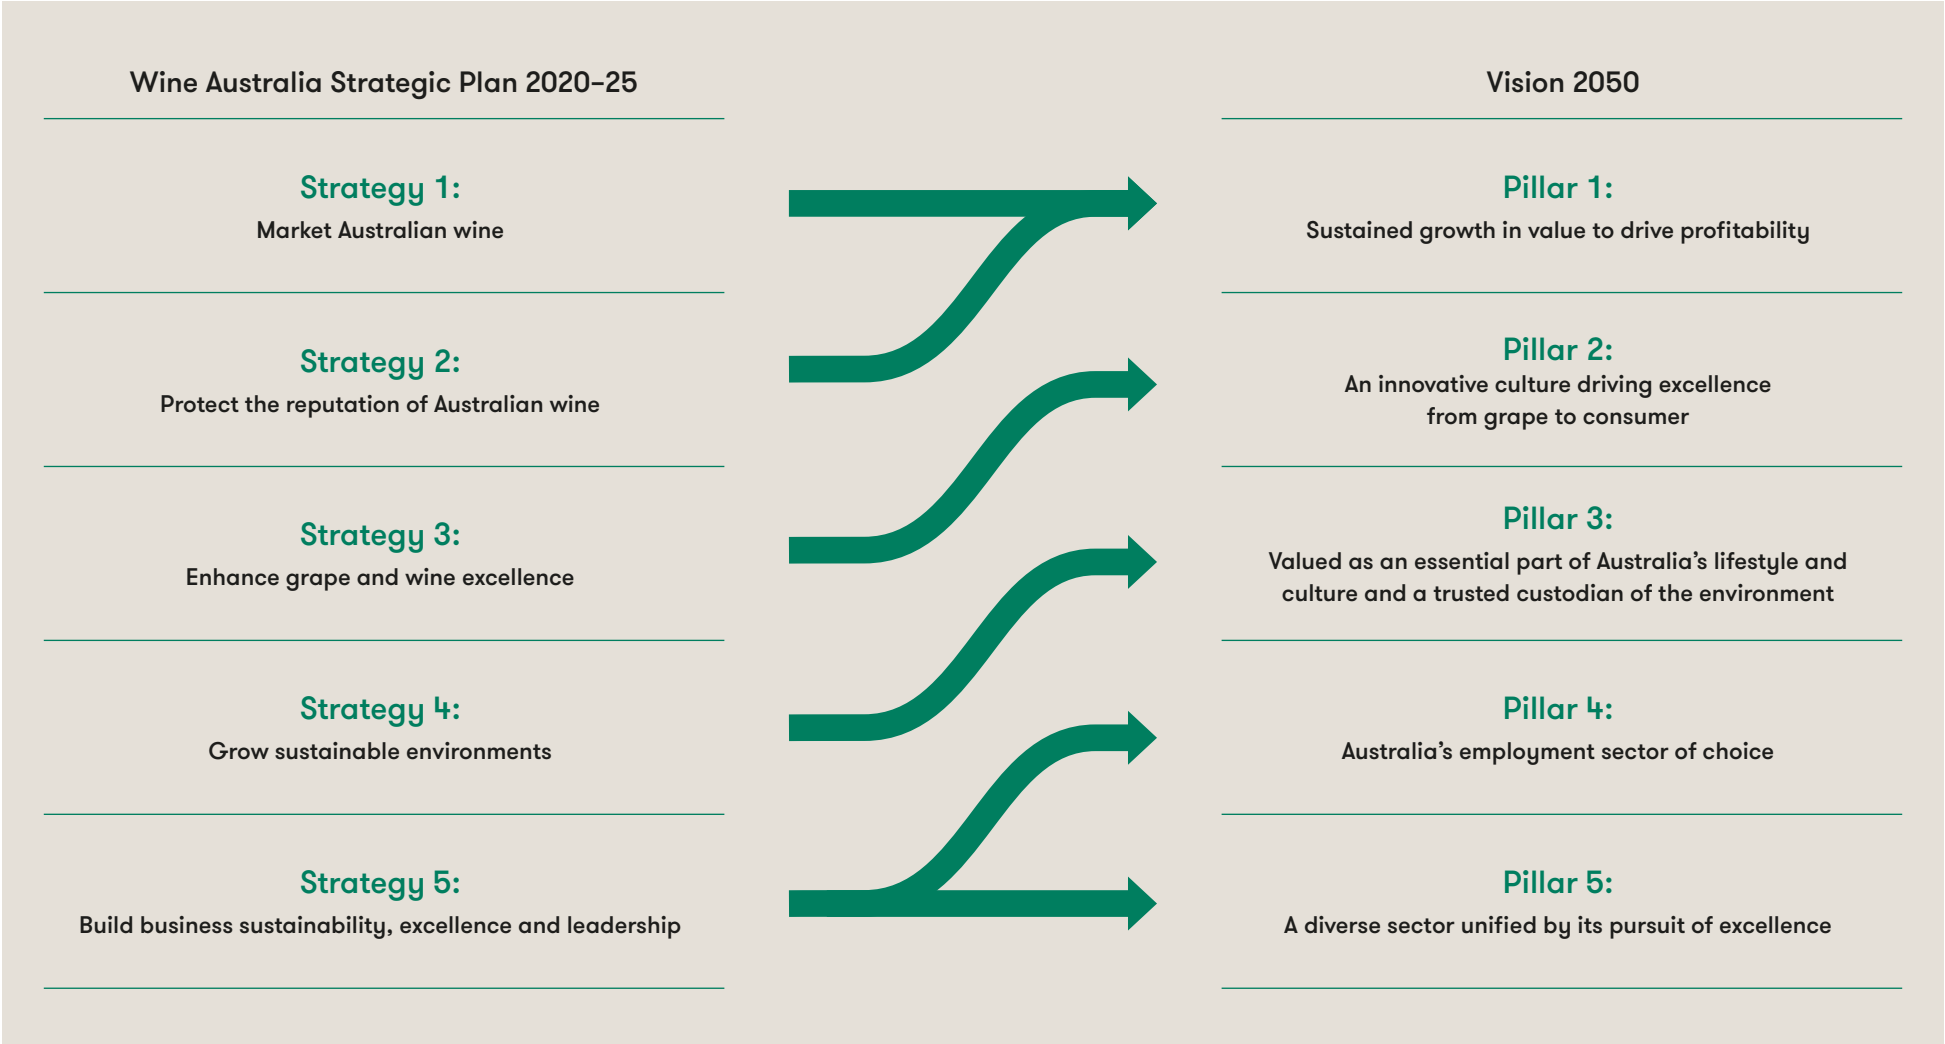 Wine Australia Strategic Plan 2020–25
Strategy 1:
Market Australian wine
Strategy 2:
Protect the reputation of Australian wine
Strategy 3:
Enhance grape and wine excellence
Strategy 4:
Grow sustainable environments
Strategy 5:
Build business sustainability, excellence and leadership
Vision 2050
Pillar 1:
Sustained growth in value to drive profitability
Pillar 2:
An innovative culture driving excellence
from grape to consumer
Pillar 3:
Valued as an essential part of Australia’s lifestyle and
culture and a trusted custodian of the environment
Pillar 4:
Australia’s employment sector of choice
Pillar 5:
A diverse sector unified by its pursuit of excellence